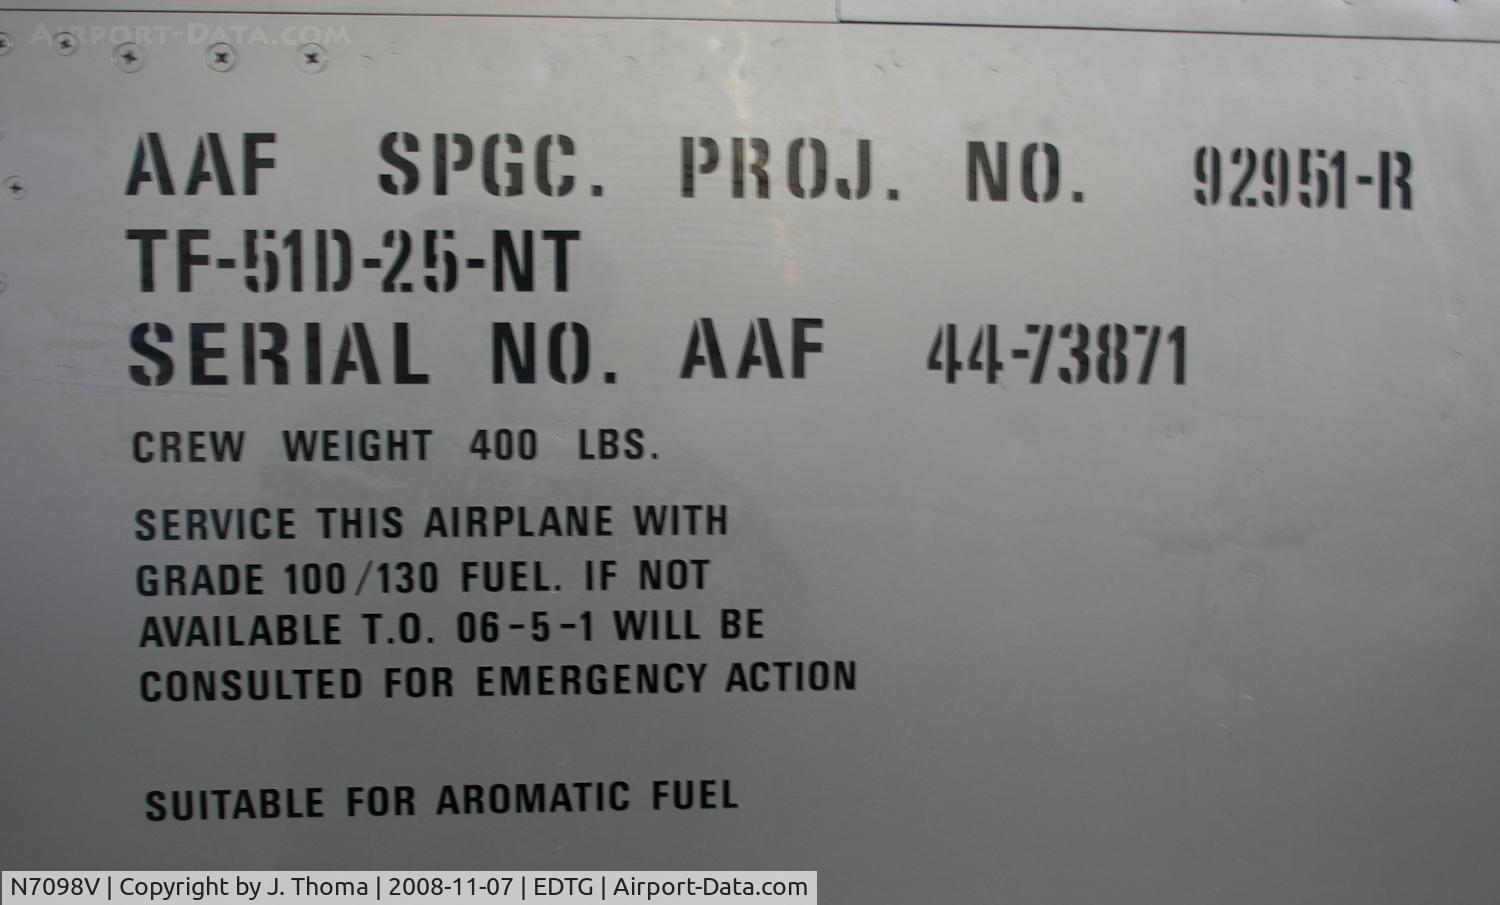 Airport-Data.com
AAF SPGC. PROJ. NO. 92951-R
TF-51D-25-NT
SERIAL NO. AAF 44-73871
CREW WEIGHT 400 LBS.
SERVICE THIS AIRPLANE WITH
GRADE 100/130 FUEL. IF NOT
AVAILABLE T.O. 06-5-1 WILL BE
CONSULTED FOR EMERGENCY ACTION
SUITABLE FOR AROMATIC FUEL
N7098V | Copyright by J. Thoma | 2008-11-07 | EDTG | Airport-Data.com